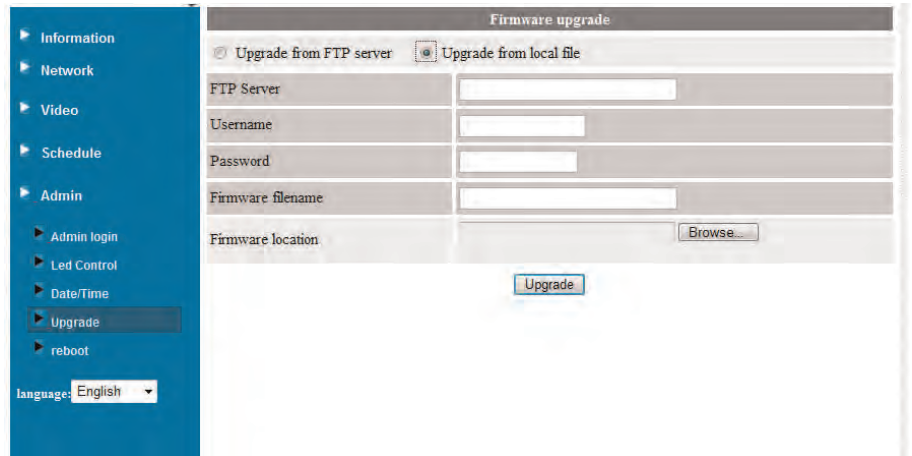 Information
Network
Video
Schedule
Admin
Admin login
Led Control
Date/Time
Upgrade
reboot
language: English
Firmware upgrade
Upgrade from FTP server Upgrade from local file
FTP Server
Username
Password
Firmware filename
Firmware location Browse...
Upgrade